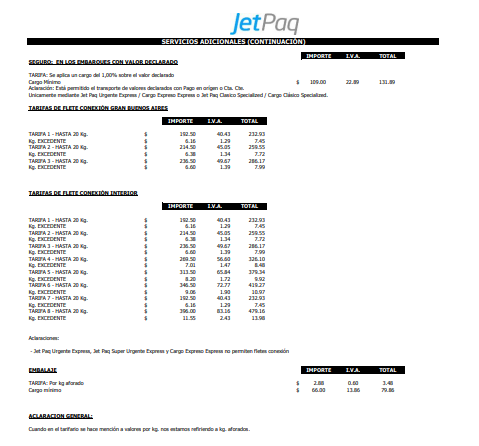 JetPaq
SERVICIOS ADICIONALES (CONTINUACIÓN)
IMPORTE I.V.A. TOTAL
SEGURO: EN LOS EMBARQUES CON VALOR DECLARADO
TARIFA: Se aplica un cargo del 1,00% sobre el valor declarado
Cargo Mínimo $ 109.00 22.89 131.89
Aclaración: Está permitido el transporte de valores declarados con Pago en origen o Cta. Cte.
Unicamente mediante Jet Paq Urgente Express / Cargo Expreso Express o Jet Paq Clasico Specialized / Cargo Clásico Specialized.
TARIFAS DE FLETE CONEXIÓN GRAN BUENOS AIRES
IMPORTE I.V.A. TOTAL
TARIFA 1 - HASTA 20 Kg. $ 192.50 40.43 232.93
Kg. EXCEDENTE $ 6.16 1.29 7.45
TARIFA 2 - HASTA 20 Kg. $ 214.50 45.05 259.55
Kg. EXCEDENTE $ 6.38 1.34 7.72
TARIFA 3 - HASTA 20 Kg. $ 236.50 49.67 286.17
Kg. EXCEDENTE $ 6.60 1.39 7.99
TARIFAS DE FLETE CONEXIÓN INTERIOR
IMPORTE I.V.A. TOTAL
TARIFA 1 - HASTA 20 Kg. $ 192.50 40.43 232.93
Kg. EXCEDENTE $ 6.16 1.29 7.45
TARIFA 2 - HASTA 20 Kg. $ 214.50 45.05 259.55
Kg. EXCEDENTE $ 6.38 1.34 7.72
TARIFA 3 - HASTA 20 Kg. $ 236.50 49.67 286.17
Kg. EXCEDENTE $ 6.60 1.39 7.99
TARIFA 4 - HASTA 20 Kg. $ 269.50 56.60 326.10
Kg. EXCEDENTE $ 7.01 1.47 8.48
TARIFA 5 - HASTA 20 Kg. $ 313.50 65.84 379.34
Kg. EXCEDENTE $ 8.20 1.72 9.92
TARIFA 6 - HASTA 20 Kg. $ 346.50 72.77 419.27
Kg. EXCEDENTE $ 9.06 1.90 10.97
TARIFA 7 - HASTA 20 Kg. $ 192.50 40.43 232.93
Kg. EXCEDENTE $ 6.16 1.29 7.45
TARIFA 8 - HASTA 20 Kg. $ 396.00 83.16 479.16
Kg. EXCEDENTE $ 11.55 2.43 13.98
Aclaraciones:
- Jet Paq Urgente Express, Jet Paq Super Urgente Express y Cargo Expreso Express no permiten fletes conexión
EMBALAJE IMPORTE I.V.A. TOTAL
TARIFA: Por kg aforado $ 2.88 0.60 3.48
Cargo mínimo $ 66.00 13.86 79.86
ACLARACION GENERAL:
Cuando en el tarifario se hace mención a valores por kg. nos estamos refiriendo a kg. aforados.